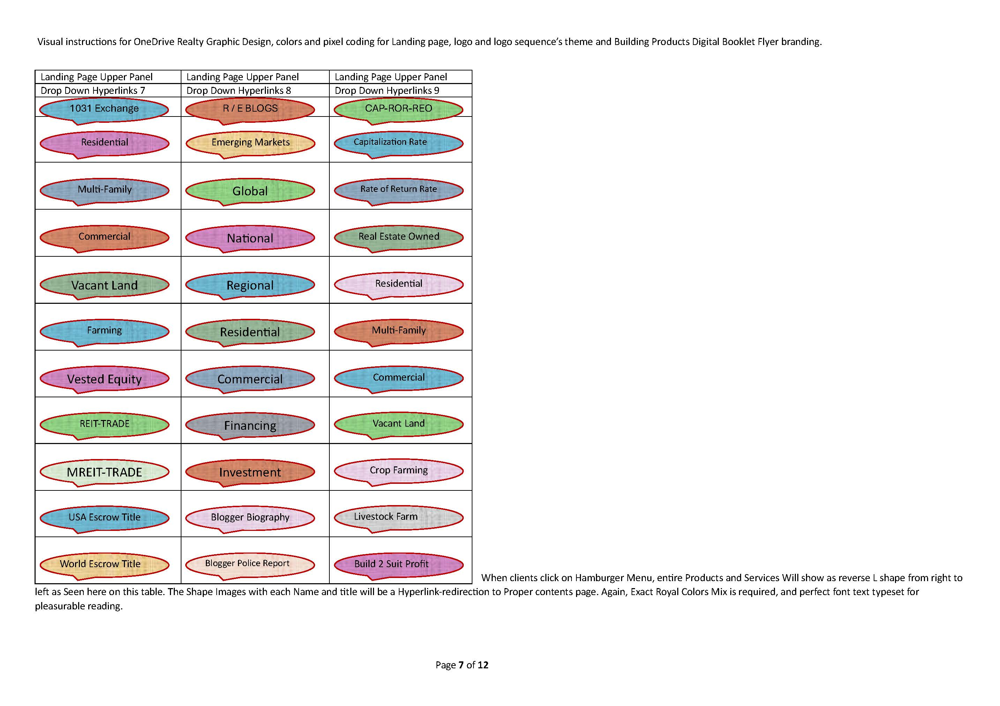 Visual instructions for OneDrive Realty Graphic Design, colors and pixel coding for Landing page, logo and logo sequence’s theme and Building Products Digital Booklet Flyer branding.
Landing Page Upper Panel Landing Page Upper Panel Landing Page Upper Panel
Drop Down Hyperlinks 7 Drop Down Hyperlinks 8 Drop Down Hyperlinks 9
1031 Exchange R / E BLOGS CAP-ROR-REO
Residential Emerging Markets Capitalization Rate
Multi-Family Global Rate of Return Rate
Commercial National Real Estate Owned
Vacant Land Regional Residential
Farming Residential Multi-Family
Vested Equity Commercial Commercial
REIT-TRADE Financing Vacant Land
MREIT-TRADE Investment Crop Farming
USA Escrow Title Blogger Biography Livestock Farm
World Escrow Title Blogger Police Report Build 2 Suit Profit
When clients click on Hamburger Menu, entire Products and Services Will show as reverse L shape from right to
left as Seen here on this table. The Shape Images with each Name and title will be a Hyperlink-redirection to Proper contents page. Again, Exact Royal Colors Mix is required, and perfect font text typeset for
pleasurable reading.
Page 7 of 12